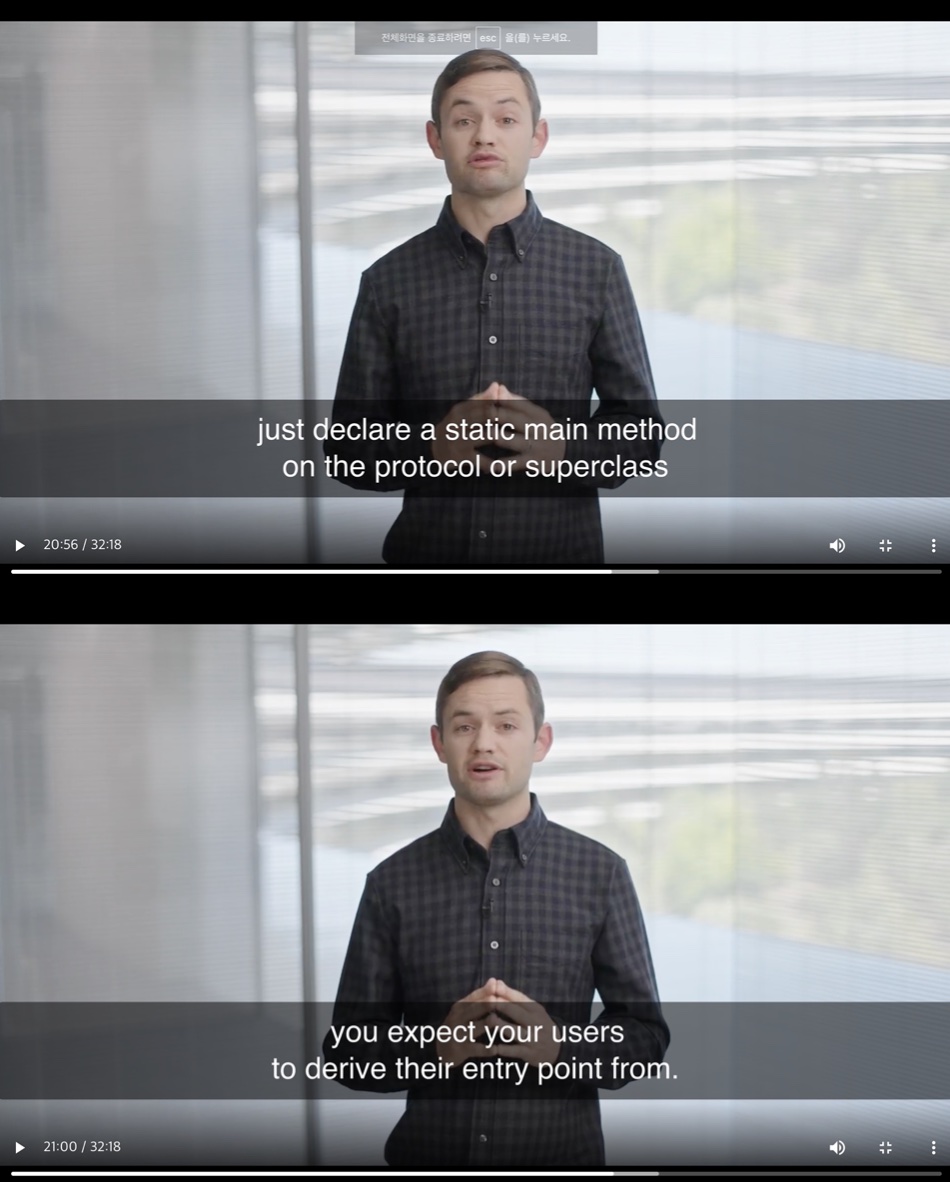 전체화면을 종료하려면 esc 을(를) 누르세요.
just declare a static main method
on the protocol or superclass
20:56 / 32:18
you expect your users
to derive their entry point from.
21:00 / 32:18